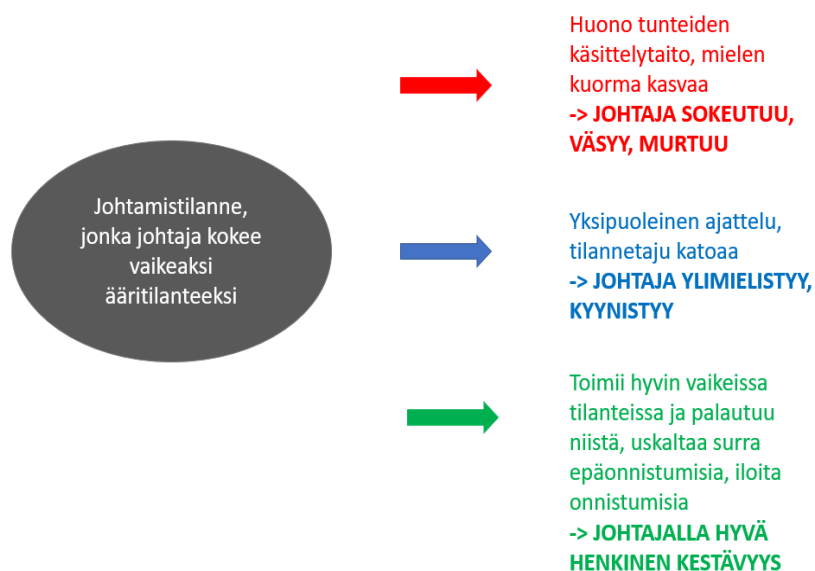 Johtamistilanne,
jonka johtaja kokee
vaikeaksi
ääritilanteeksi
Huono tunteiden
käsittelytaito, mielen
kuorma kasvaa
-> JOHTAJA SOKEUTUU,
VÄSYY, MURTUU
Yksipuoleinen ajattelu,
tilannetaju katoaa
-> JOHTAJA YLIMIELISTYY,
KYYNISTYY
Toimii hyvin vaikeissa
tilanteissa ja palautuu
niistä, uskaltaa surra
epäonnistumisia, iloita
onnistumisia
-> JOHTAJALLA HYVÄ
HENKINEN KESTÄVYYS